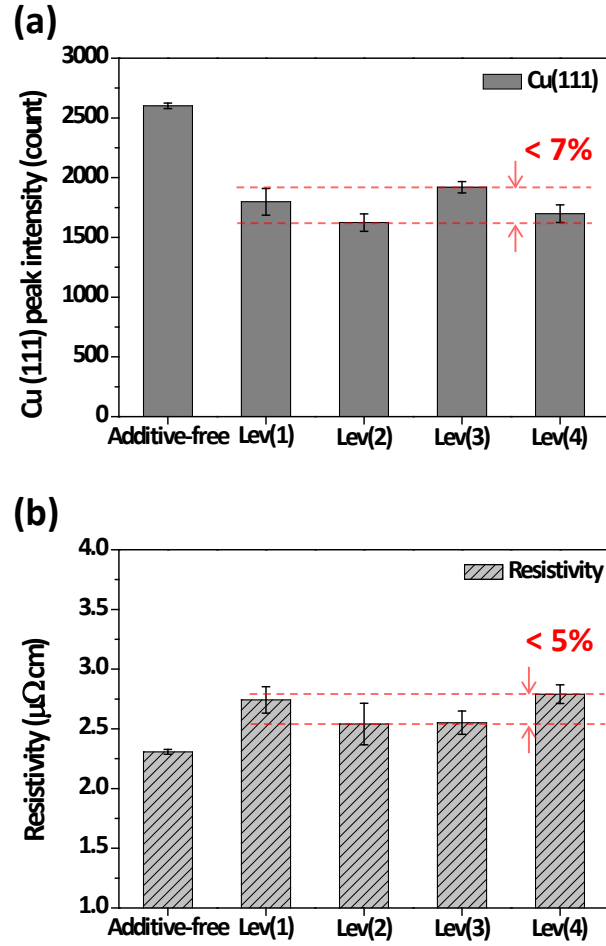 (a)
Cu (111) peak intensity (count)
3000
2500
2000
1500
1000
500
0
Cu(111)
< 7%
Additive-free Lev(1) Lev(2) Lev(3) Lev(4)
(b)
Resistivity (μΩ·cm)
4.0
3.5
3.0
2.5
2.0
1.5
1.0
Resistivity
< 5%
Additive-free Lev(1) Lev(2) Lev(3) Lev(4)